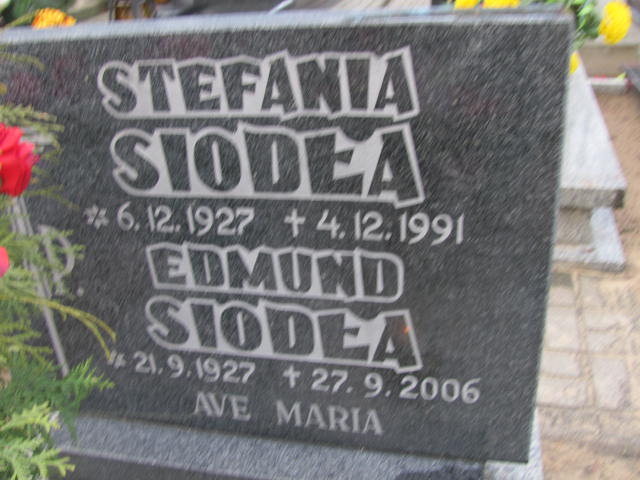 STEFANIA
SIODŁA
* 6.12.1927 + 4.12.1991
EDMUND
SIODŁA
* 21.9.1927 + 27.9.2006
AVE MARIA